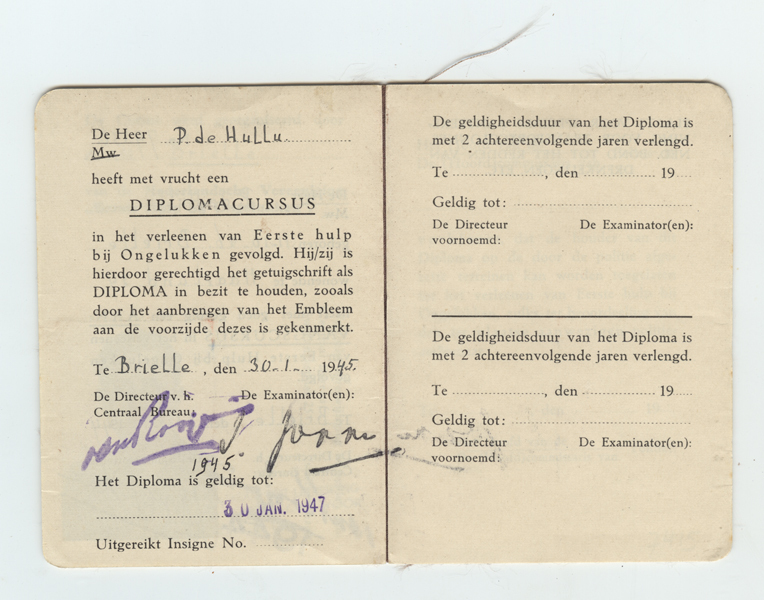 De Heer P. de Hullu.
Mw.
heeft met vrucht een
DIPLOMACURSUS
in het verleenen van Eerste hulp
bij Ongelukken gevolgd. Hij/zij is
hierdoor gerechtigd het getuigschrift als
DIPLOMA in bezit te houden, zooals
door het aanbrengen van het Embleem
aan de voorzijde dezes is gekenmerkt.
Te Brielle, den 30-1- 1945.
De Directeur v. h. De Examinator(en):
Centraal Bureau,
1945
Het Diploma is geldig tot:
30 JAN. 1947
Uitgereikt Insigne No.
De geldigheidsduur van het Diploma is
met 2 achtereenvolgende jaren verlengd.
Te , den 19
Geldig tot:
De Directeur De Examinator(en):
voornoemd:
De geldigheidsduur van het Diploma is
met 2 achtereenvolgende jaren verlengd.
Te , den 19
Geldig tot:
De Directeur De Examinator(en):
voornoemd: